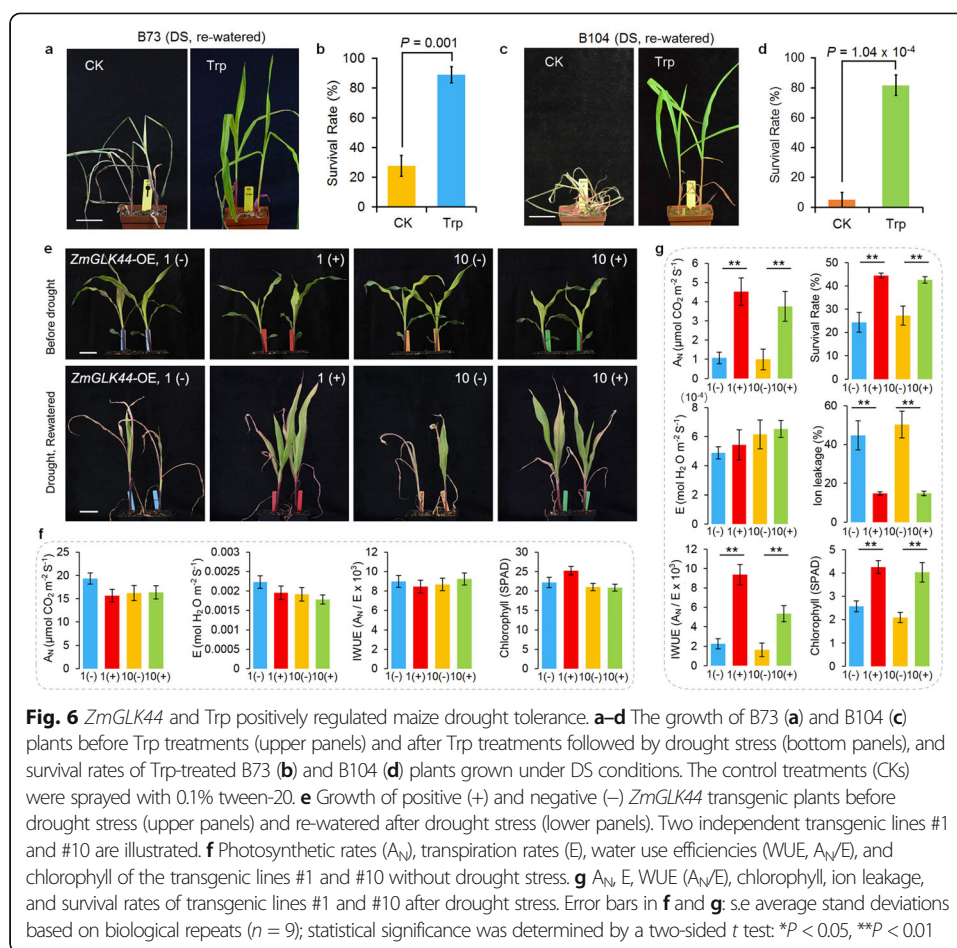 a
B73 (DS, re-watered)
CK
Trp
b
P = 0.001
Survival Rate (%)
100
80
60
40
20
CK
Trp
c
B104 (DS, re-watered)
CK
Trp
d
P = 1.04 x 10⁻⁴
Survival Rate (%)
100
80
60
40
20
0
CK
Trp
e
Before drought
ZmGLK44-OE, 1 (-)
1 (+)
10 (-)
10 (+)
Drought, Rewatered
ZmGLK44-OE, 1 (-)
1 (+)
10 (-)
10 (+)
f
A_N (µmol CO₂ m⁻² S⁻¹)
25
20
15
10
5
0
1(-) 1(+) 10(-) 10(+)
E (mol H₂O m⁻² S⁻¹)
0.003
0.0025
0.002
0.0015
0.001
0.0005
0
1(-) 1(+) 10(-) 10(+)
IWUE (A_N / E x 10³)
14
12
10
8
6
4
2
0
1(-) 1(+) 10(-) 10(+)
Chlorophyll (SPAD)
30
25
20
15
10
5
0
1(-) 1(+) 10(-) 10(+)
g
A_N (µmol CO₂ m⁻² S⁻¹)
6
5
4
3
2
1
0
** **
1(-) 1(+) 10(-) 10(+)
Survival Rate (%)
50
40
30
20
10
0
** **
1(-) 1(+) 10(-) 10(+)
(10⁻⁴)
E (mol H₂O m⁻² S⁻¹)
8
6
4
2
0
1(-) 1(+) 10(-) 10(+)
Ion leakage (%)
60
40
20
0
** **
1(-) 1(+) 10(-) 10(+)
IWUE (A_N / E x 10³)
12
10
8
6
4
2
0
** **
1(-) 1(+) 10(-) 10(+)
Chlorophyll (SPAD)
5
4
3
2
1
0
** **
1(-) 1(+) 10(-) 10(+)
Fig. 6 ZmGLK44 and Trp positively regulated maize drought tolerance. a–d The growth of B73 (a) and B104 (c)
plants before Trp treatments (upper panels) and after Trp treatments followed by drought stress (bottom panels), and
survival rates of Trp-treated B73 (b) and B104 (d) plants grown under DS conditions. The control treatments (CKs)
were sprayed with 0.1% tween-20. e Growth of positive (+) and negative (−) ZmGLK44 transgenic plants before
drought stress (upper panels) and re-watered after drought stress (lower panels). Two independent transgenic lines #1
and #10 are illustrated. f Photosynthetic rates (A_N), transpiration rates (E), water use efficiencies (WUE, A_N/E), and
chlorophyll of the transgenic lines #1 and #10 without drought stress. g A_N, E, WUE (A_N/E), chlorophyll, ion leakage,
and survival rates of transgenic lines #1 and #10 after drought stress. Error bars in f and g: s.e average stand deviations
based on biological repeats (n = 9); statistical significance was determined by a two-sided t test: *P < 0.05, **P < 0.01